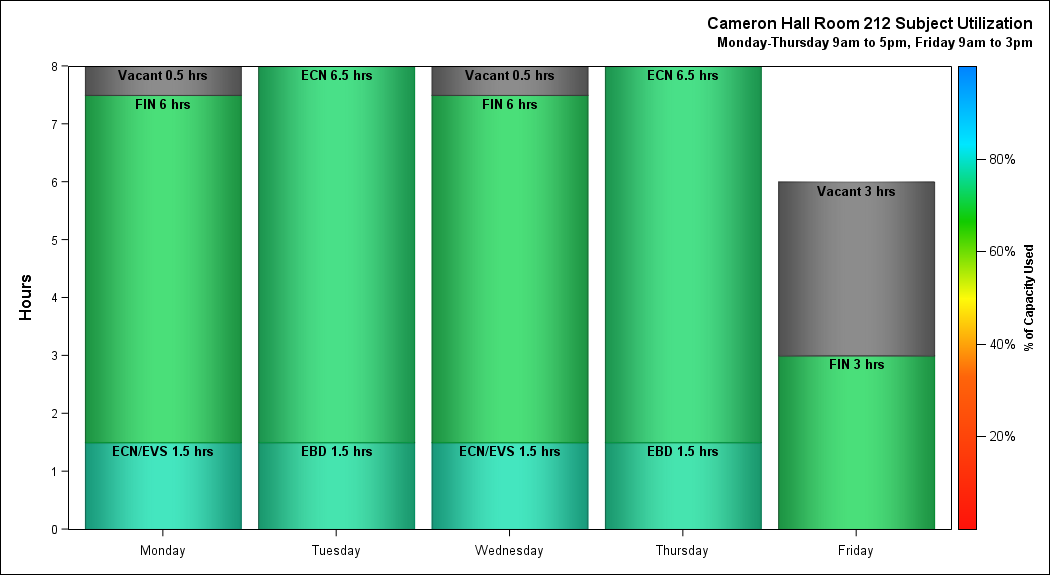 Cameron Hall Room 212 Subject Utilization
Monday-Thursday 9am to 5pm, Friday 9am to 3pm
Hours
8
7
6
5
4
3
2
1
0
Vacant 0.5 hrs
FIN 6 hrs
ECN/EVS 1.5 hrs
ECN 6.5 hrs
EBD 1.5 hrs
Vacant 0.5 hrs
FIN 6 hrs
ECN/EVS 1.5 hrs
ECN 6.5 hrs
EBD 1.5 hrs
Vacant 3 hrs
FIN 3 hrs
Monday
Tuesday
Wednesday
Thursday
Friday
80%
60%
40%
20%
% of Capacity Used